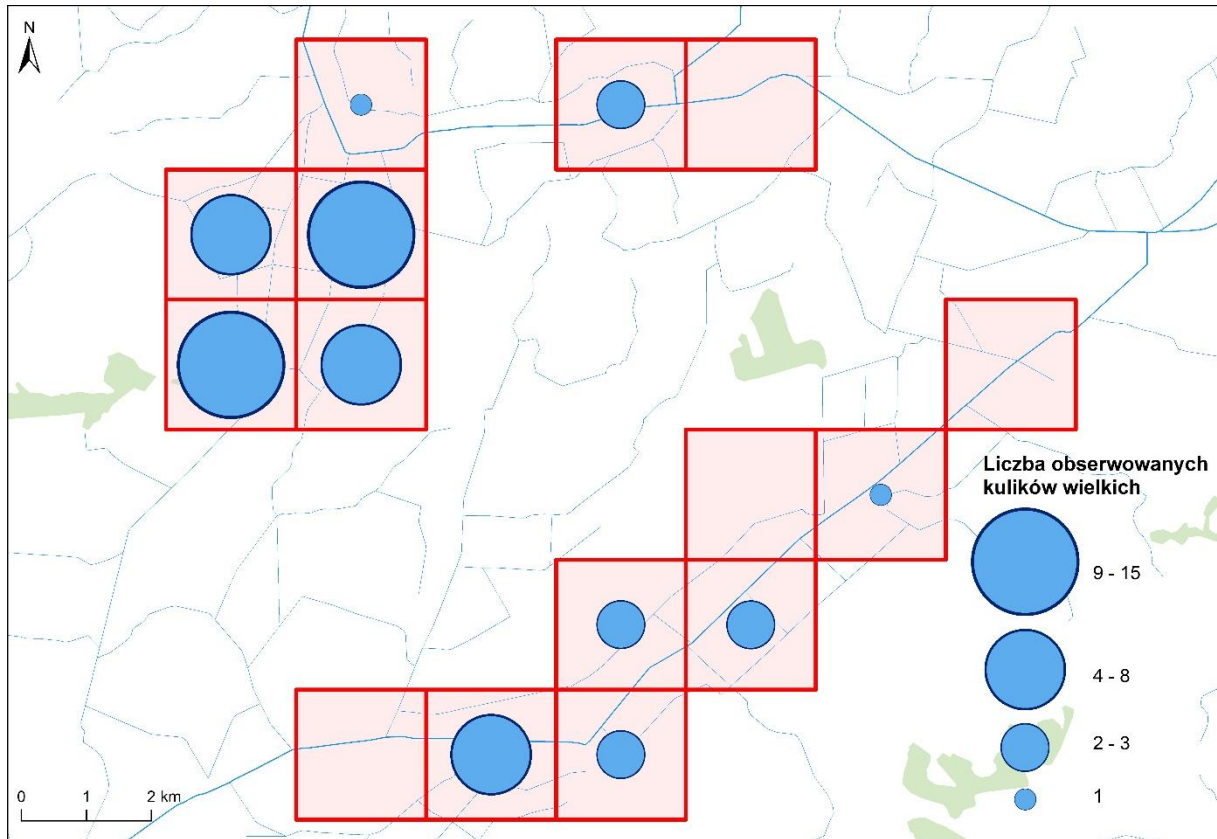 N
Liczba obserwowanych
kulików wielkich
9 - 15
4 - 8
2 - 3
1
0 1 2 km